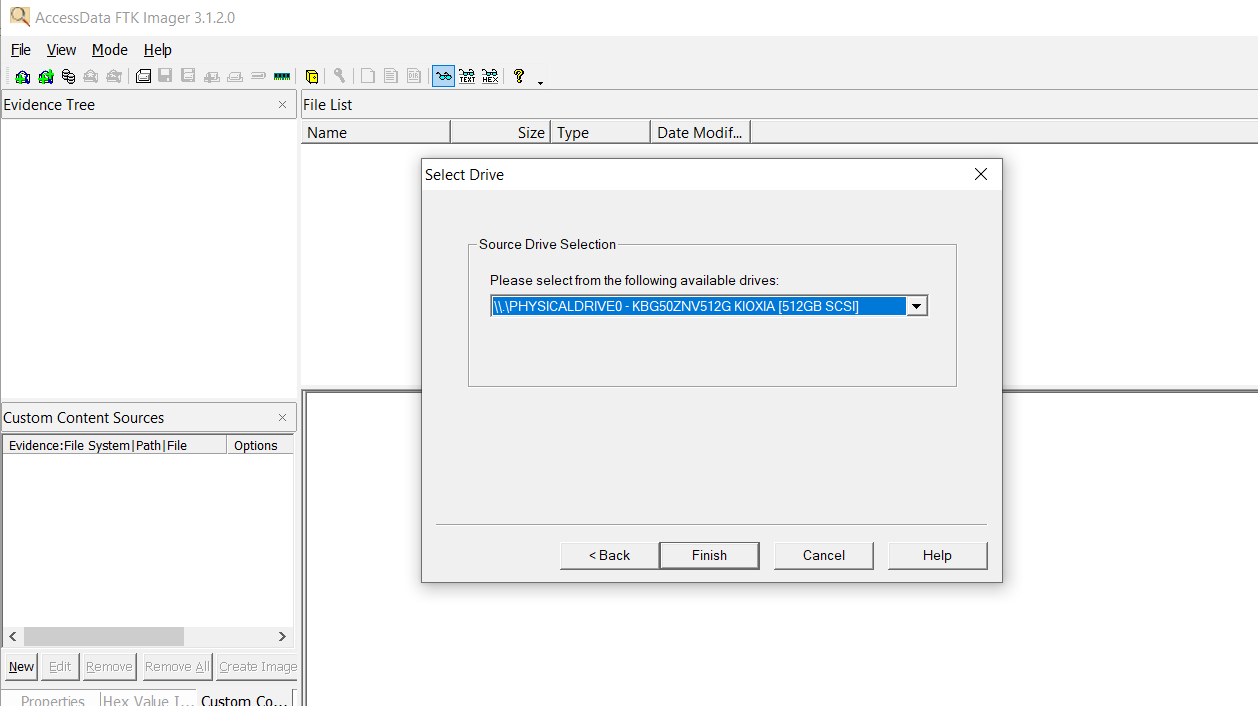 AccessData FTK Imager 3.1.2.0
File View Mode Help
TEXT HEX ?
Evidence Tree
File List
Name Size Type Date Modif...
Select Drive
Source Drive Selection
Please select from the following available drives:
\\.\PHYSICALDRIVE0 - KBG50ZNV512G KIOXIA [512GB SCSI]
Custom Content Sources
Evidence:File System|Path|File Options
< Back Finish Cancel Help
New Edit Remove Remove All Create Image
Properties Hex Value I... Custom Co...